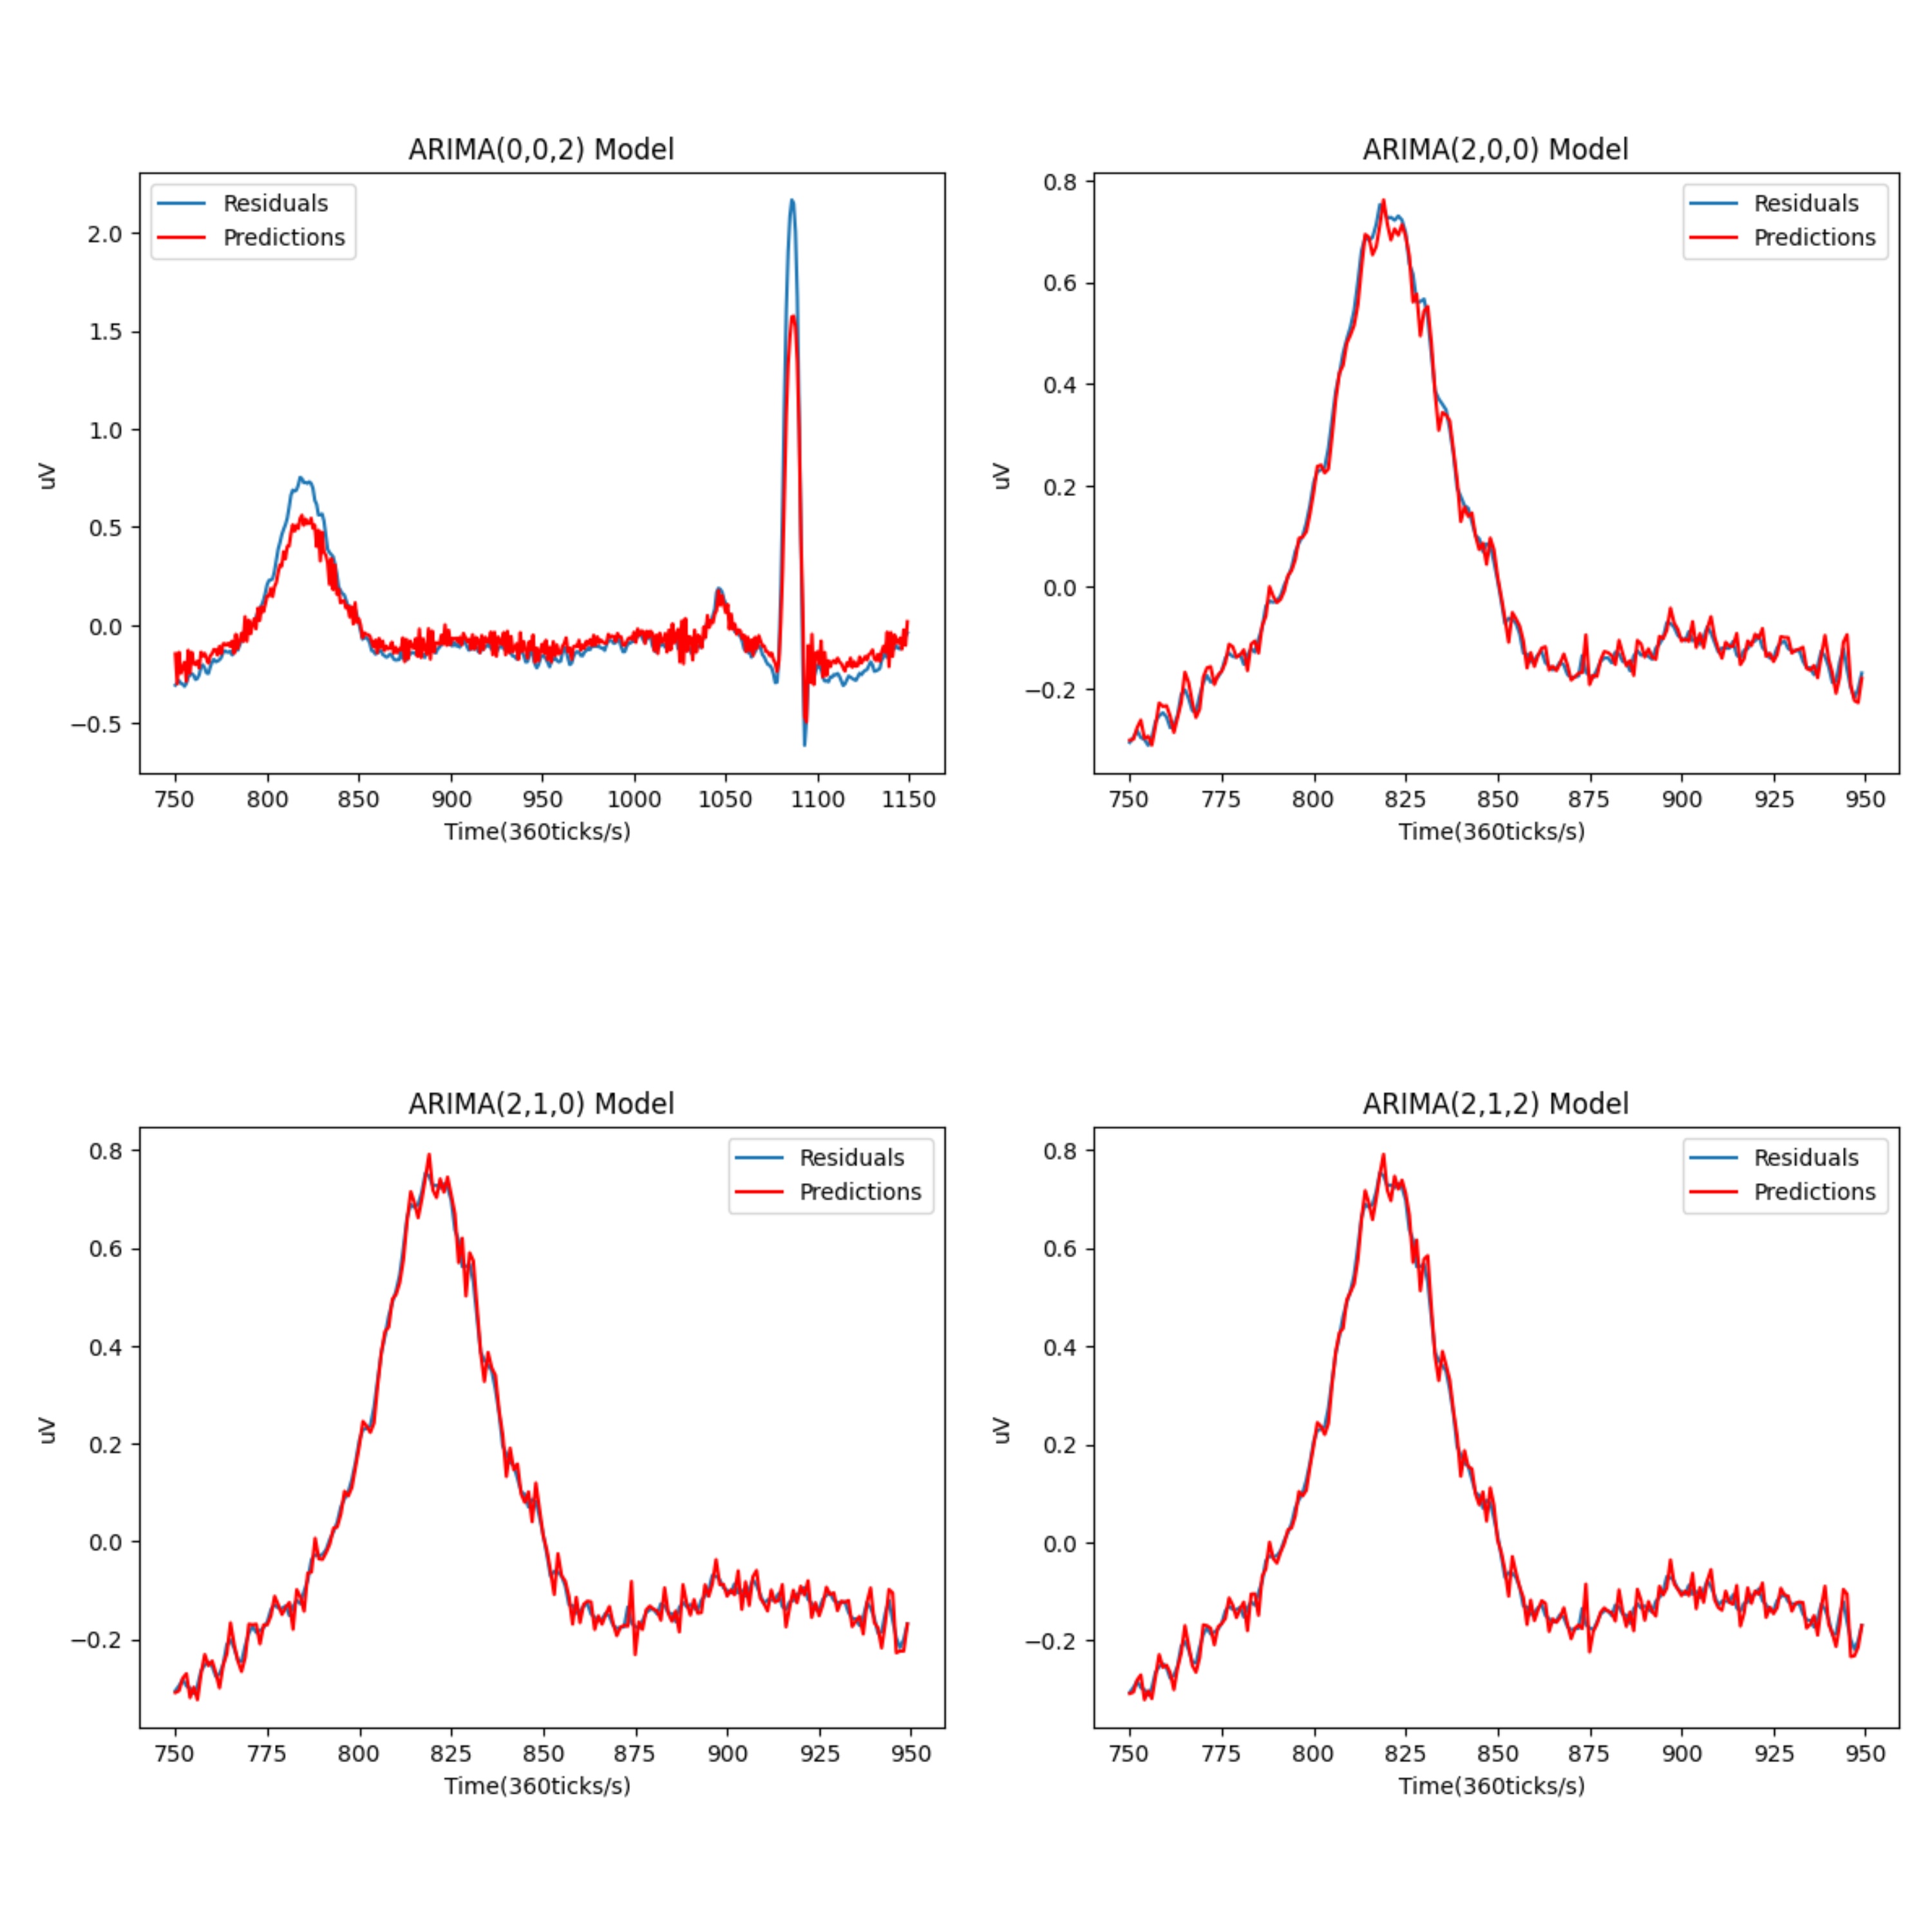 ARIMA(0,0,2) Model
Residuals
Predictions
2.0
1.5
1.0
0.5
0.0
−0.5
uV
750 800 850 900 950 1000 1050 1100 1150
Time(360ticks/s)
ARIMA(2,0,0) Model
Residuals
Predictions
0.8
0.6
0.4
0.2
0.0
−0.2
uV
750 775 800 825 850 875 900 925 950
Time(360ticks/s)
ARIMA(2,1,0) Model
Residuals
Predictions
0.8
0.6
0.4
0.2
0.0
−0.2
uV
750 775 800 825 850 875 900 925 950
Time(360ticks/s)
ARIMA(2,1,2) Model
Residuals
Predictions
0.8
0.6
0.4
0.2
0.0
−0.2
uV
750 775 800 825 850 875 900 925 950
Time(360ticks/s)